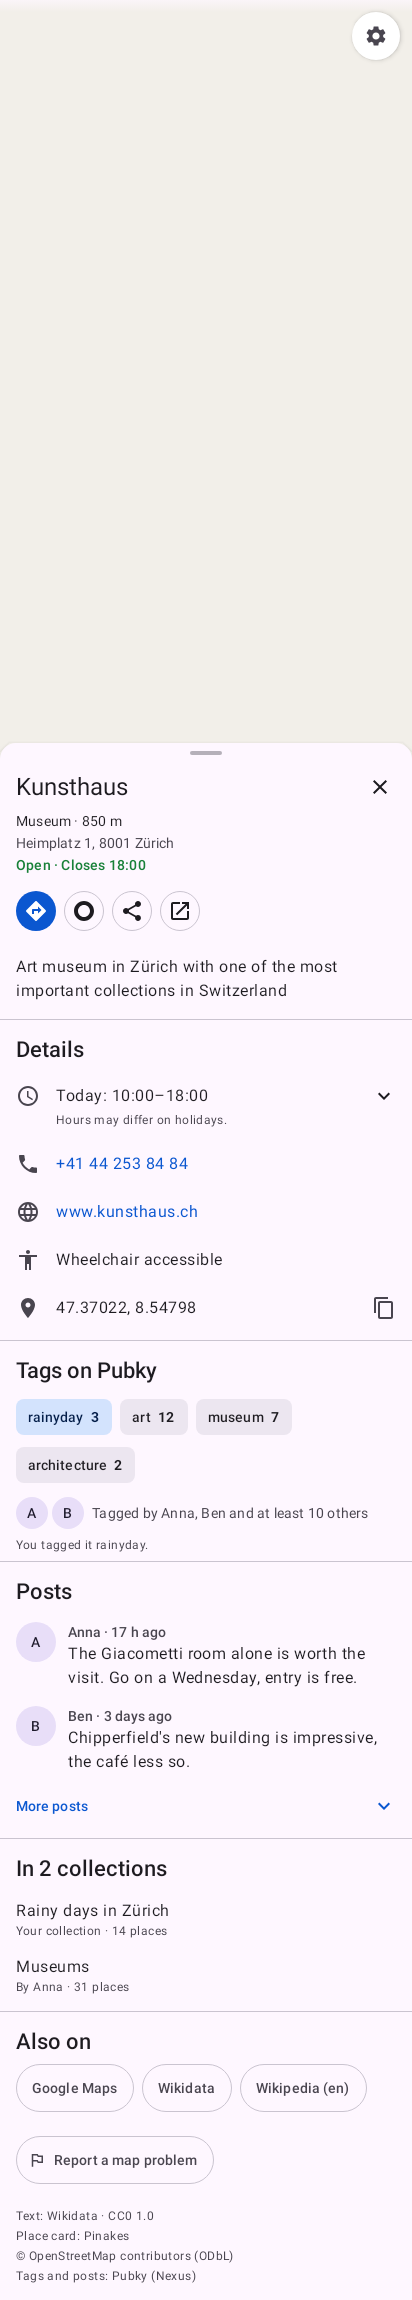 Kunsthaus
Museum · 850 m
Heimplatz 1, 8001 Zürich
Open · Closes 18:00
Art museum in Zürich with one of the most
important collections in Switzerland
Details
Today: 10:00–18:00
Hours may differ on holidays.
+41 44 253 84 84
www.kunsthaus.ch
Wheelchair accessible
47.37022, 8.54798
Tags on Pubky
rainyday 3 art 12 museum 7
architecture 2
A B Tagged by Anna, Ben and at least 10 others
You tagged it rainyday.
Posts
A Anna · 17 h ago
The Giacometti room alone is worth the
visit. Go on a Wednesday, entry is free.
B Ben · 3 days ago
Chipperfield's new building is impressive,
the café less so.
More posts
In 2 collections
Rainy days in Zürich
Your collection · 14 places
Museums
By Anna · 31 places
Also on
Google Maps Wikidata Wikipedia (en)
Report a map problem
Text: Wikidata · CC0 1.0
Place card: Pinakes
© OpenStreetMap contributors (ODbL)
Tags and posts: Pubky (Nexus)